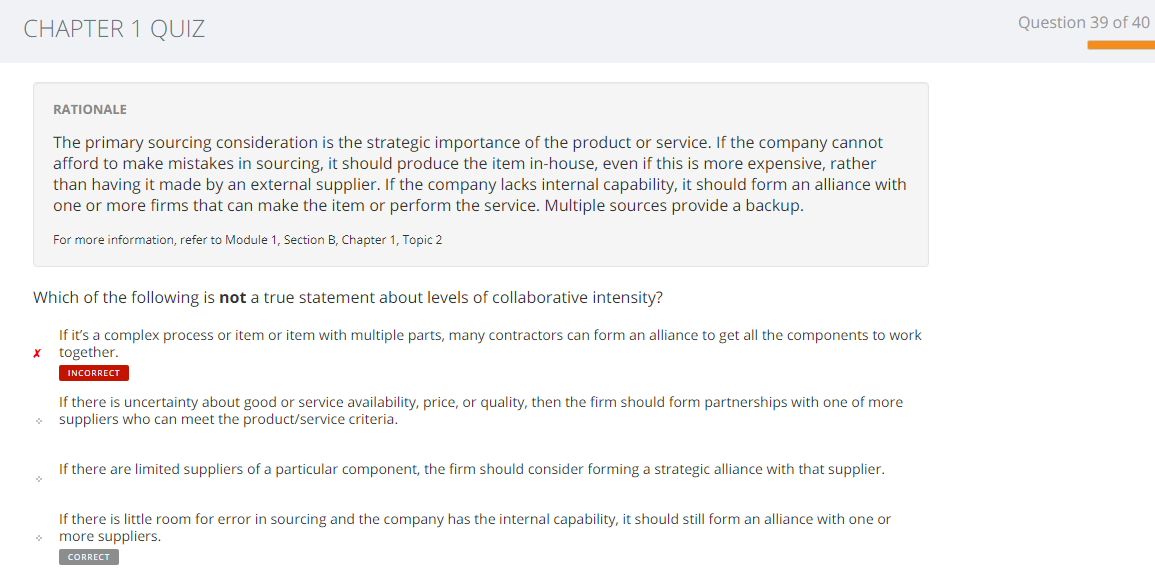 CHAPTER 1 QUIZ
Question 39 of 40
RATIONALE
The primary sourcing consideration is the strategic importance of the product or service. If the company cannot
afford to make mistakes in sourcing, it should produce the item in-house, even if this is more expensive, rather
than having it made by an external supplier. If the company lacks internal capability, it should form an alliance with
one or more firms that can make the item or perform the service. Multiple sources provide a backup.
For more information, refer to Module 1, Section B, Chapter 1, Topic 2
Which of the following is not a true statement about levels of collaborative intensity?
If it's a complex process or item or item with multiple parts, many contractors can form an alliance to get all the components to work
✗ together.
INCORRECT
If there is uncertainty about good or service availability, price, or quality, then the firm should form partnerships with one of more
suppliers who can meet the product/service criteria.
If there are limited suppliers of a particular component, the firm should consider forming a strategic alliance with that supplier.
If there is little room for error in sourcing and the company has the internal capability, it should still form an alliance with one or
more suppliers.
CORRECT